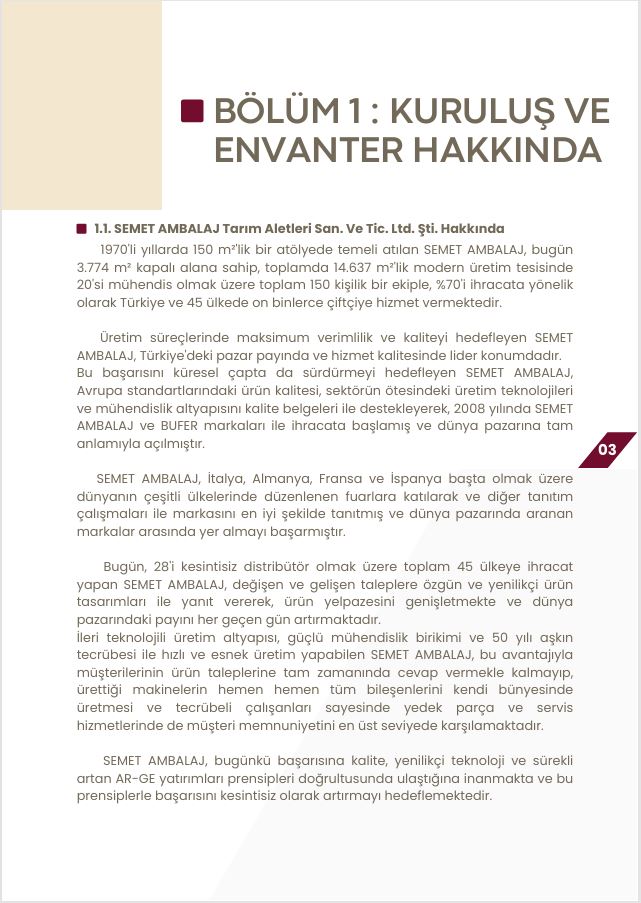 BÖLÜM 1 : KURULUŞ VE
ENVANTER HAKKINDA
1.1. SEMET AMBALAJ Tarım Aletleri San. Ve Tic. Ltd. Şti. Hakkında
1970'li yıllarda 150 m²'lik bir atölyede temeli atılan SEMET AMBALAJ, bugün
3.774 m² kapalı alana sahip, toplamda 14.637 m²'lik modern üretim tesisinde
20'si mühendis olmak üzere toplam 150 kişilik bir ekiple, %70'i ihracata yönelik
olarak Türkiye ve 45 ülkede on binlerce çiftçiye hizmet vermektedir.
Üretim süreçlerinde maksimum verimlilik ve kaliteyi hedefleyen SEMET
AMBALAJ, Türkiye'deki pazar payında ve hizmet kalitesinde lider konumdadır.
Bu başarısını küresel çapta da sürdürmeyi hedefleyen SEMET AMBALAJ,
Avrupa standartlarındaki ürün kalitesi, sektörün ötesindeki üretim teknolojileri
ve mühendislik altyapısını kalite belgeleri ile destekleyerek, 2008 yılında SEMET
AMBALAJ ve BUFER markaları ile ihracata başlamış ve dünya pazarına tam
anlamıyla açılmıştır.
03
SEMET AMBALAJ, İtalya, Almanya, Fransa ve İspanya başta olmak üzere
dünyanın çeşitli ülkelerinde düzenlenen fuarlara katılarak ve diğer tanıtım
çalışmaları ile markasını en iyi şekilde tanıtmış ve dünya pazarında aranan
markalar arasında yer almayı başarmıştır.
Bugün, 28'i kesintisiz distribütör olmak üzere toplam 45 ülkeye ihracat
yapan SEMET AMBALAJ, değişen ve gelişen taleplere özgün ve yenilikçi ürün
tasarımları ile yanıt vererek, ürün yelpazesini genişletmekte ve dünya
pazarındaki payını her geçen gün artırmaktadır.
İleri teknolojili üretim altyapısı, güçlü mühendislik birikimi ve 50 yılı aşkın
tecrübesi ile hızlı ve esnek üretim yapabilen SEMET AMBALAJ, bu avantajıyla
müşterilerinin ürün taleplerine tam zamanında cevap vermekle kalmayıp,
ürettiği makinelerin hemen hemen tüm bileşenlerini kendi bünyesinde
üretmesi ve tecrübeli çalışanları sayesinde yedek parça ve servis
hizmetlerinde de müşteri memnuniyetini en üst seviyede karşılamaktadır.
SEMET AMBALAJ, bugünkü başarısına kalite, yenilikçi teknoloji ve sürekli
artan AR-GE yatırımları prensipleri doğrultusunda ulaştığına inanmakta ve bu
prensiplerle başarısını kesintisiz olarak artırmayı hedeflemektedir.